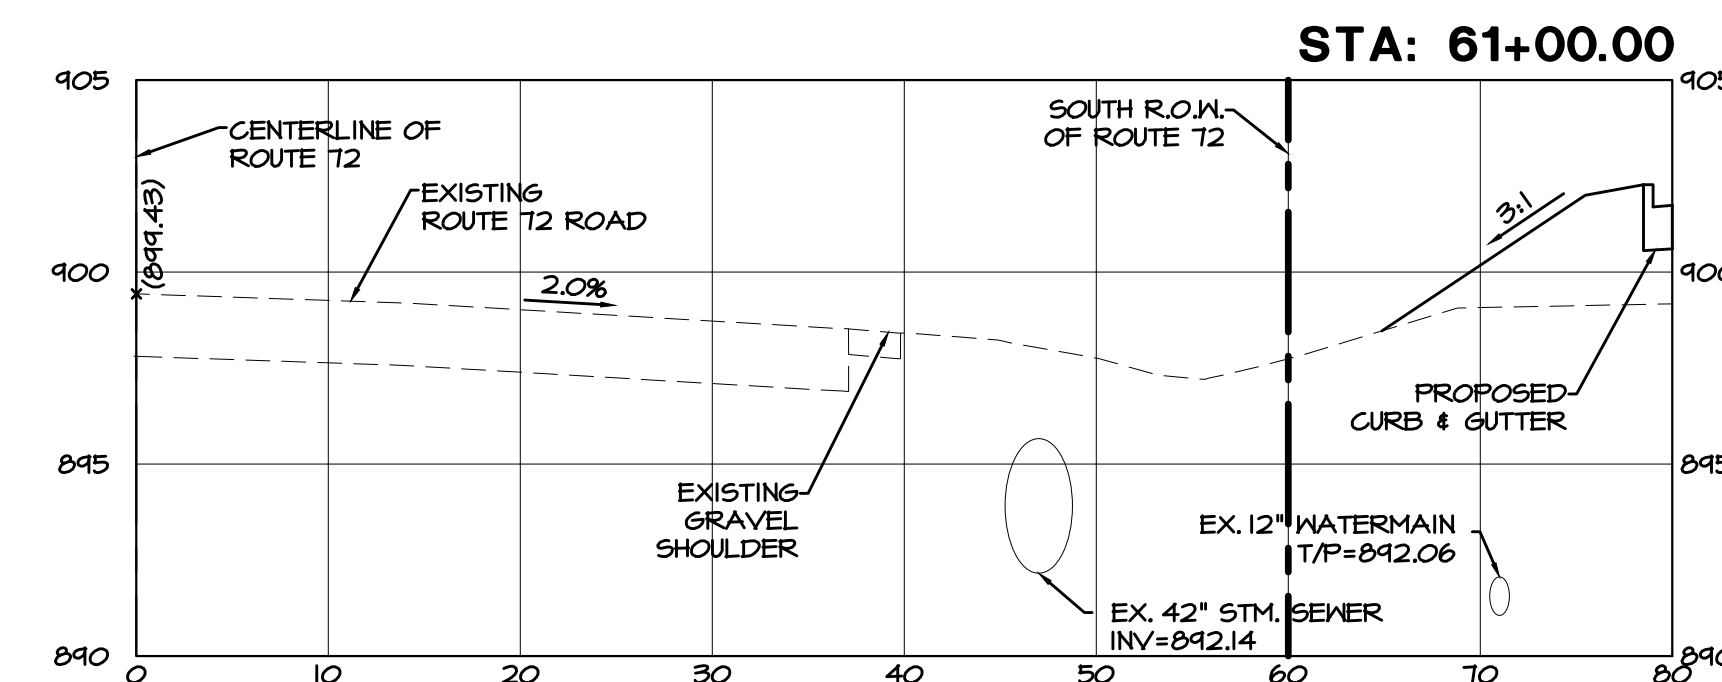 STA: 61+00.00
905
905
CENTERLINE OF
ROUTE 72
SOUTH R.O.W.
OF ROUTE 72
(899.43)
EXISTING
ROUTE 72 ROAD
3:1
900
2.0%
900
PROPOSED
CURB & GUTTER
895
895
EXISTING
GRAVEL
SHOULDER
EX. 12" WATERMAIN
T/P=892.06
EX. 42" STM. SEWER
INV=892.14
890
890
0 10 20 30 40 50 60 70 80